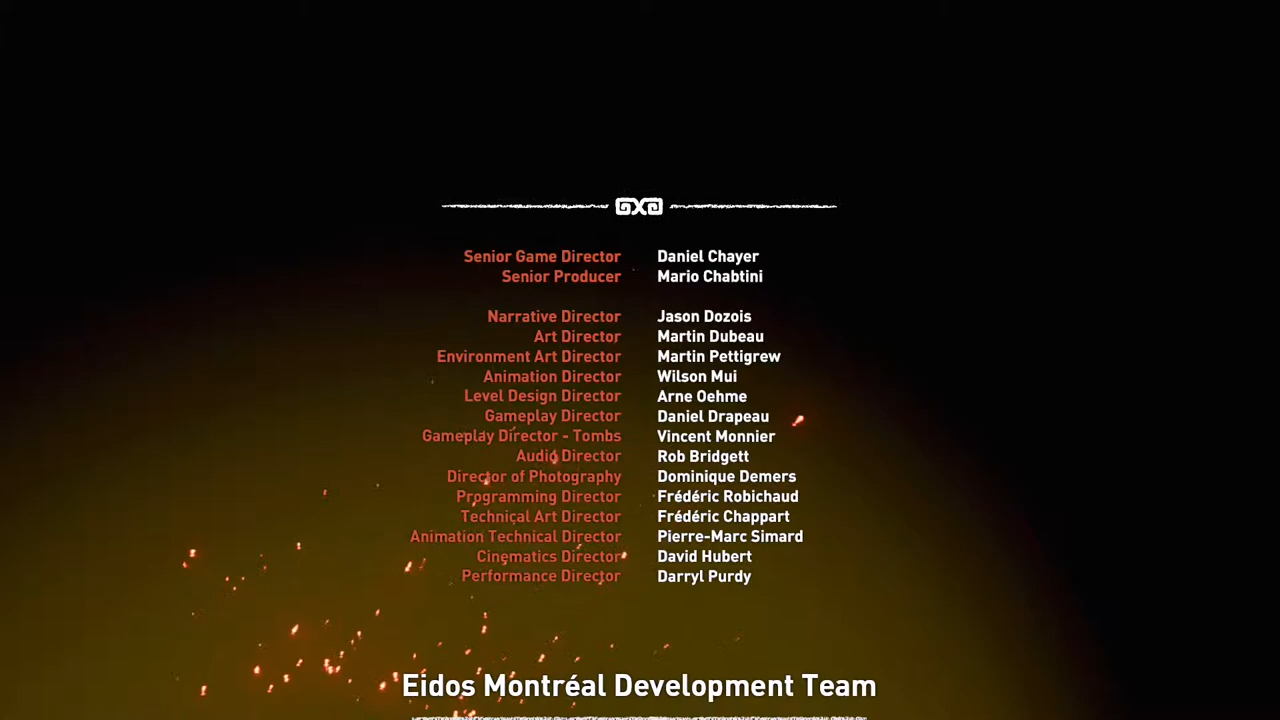 Senior Game Director Daniel Chayer
Senior Producer Mario Chabtini
Narrative Director Jason Dozois
Art Director Martin Dubeau
Environment Art Director Martin Pettigrew
Animation Director Wilson Mui
Level Design Director Arne Oehme
Gameplay Director Daniel Drapeau
Gameplay Director - Tombs Vincent Monnier
Audio Director Rob Bridgett
Director of Photography Dominique Demers
Programming Director Frédéric Robichaud
Technical Art Director Frédéric Chappart
Animation Technical Director Pierre-Marc Simard
Cinematics Director David Hubert
Performance Director Darryl Purdy
Eidos Montréal Development Team